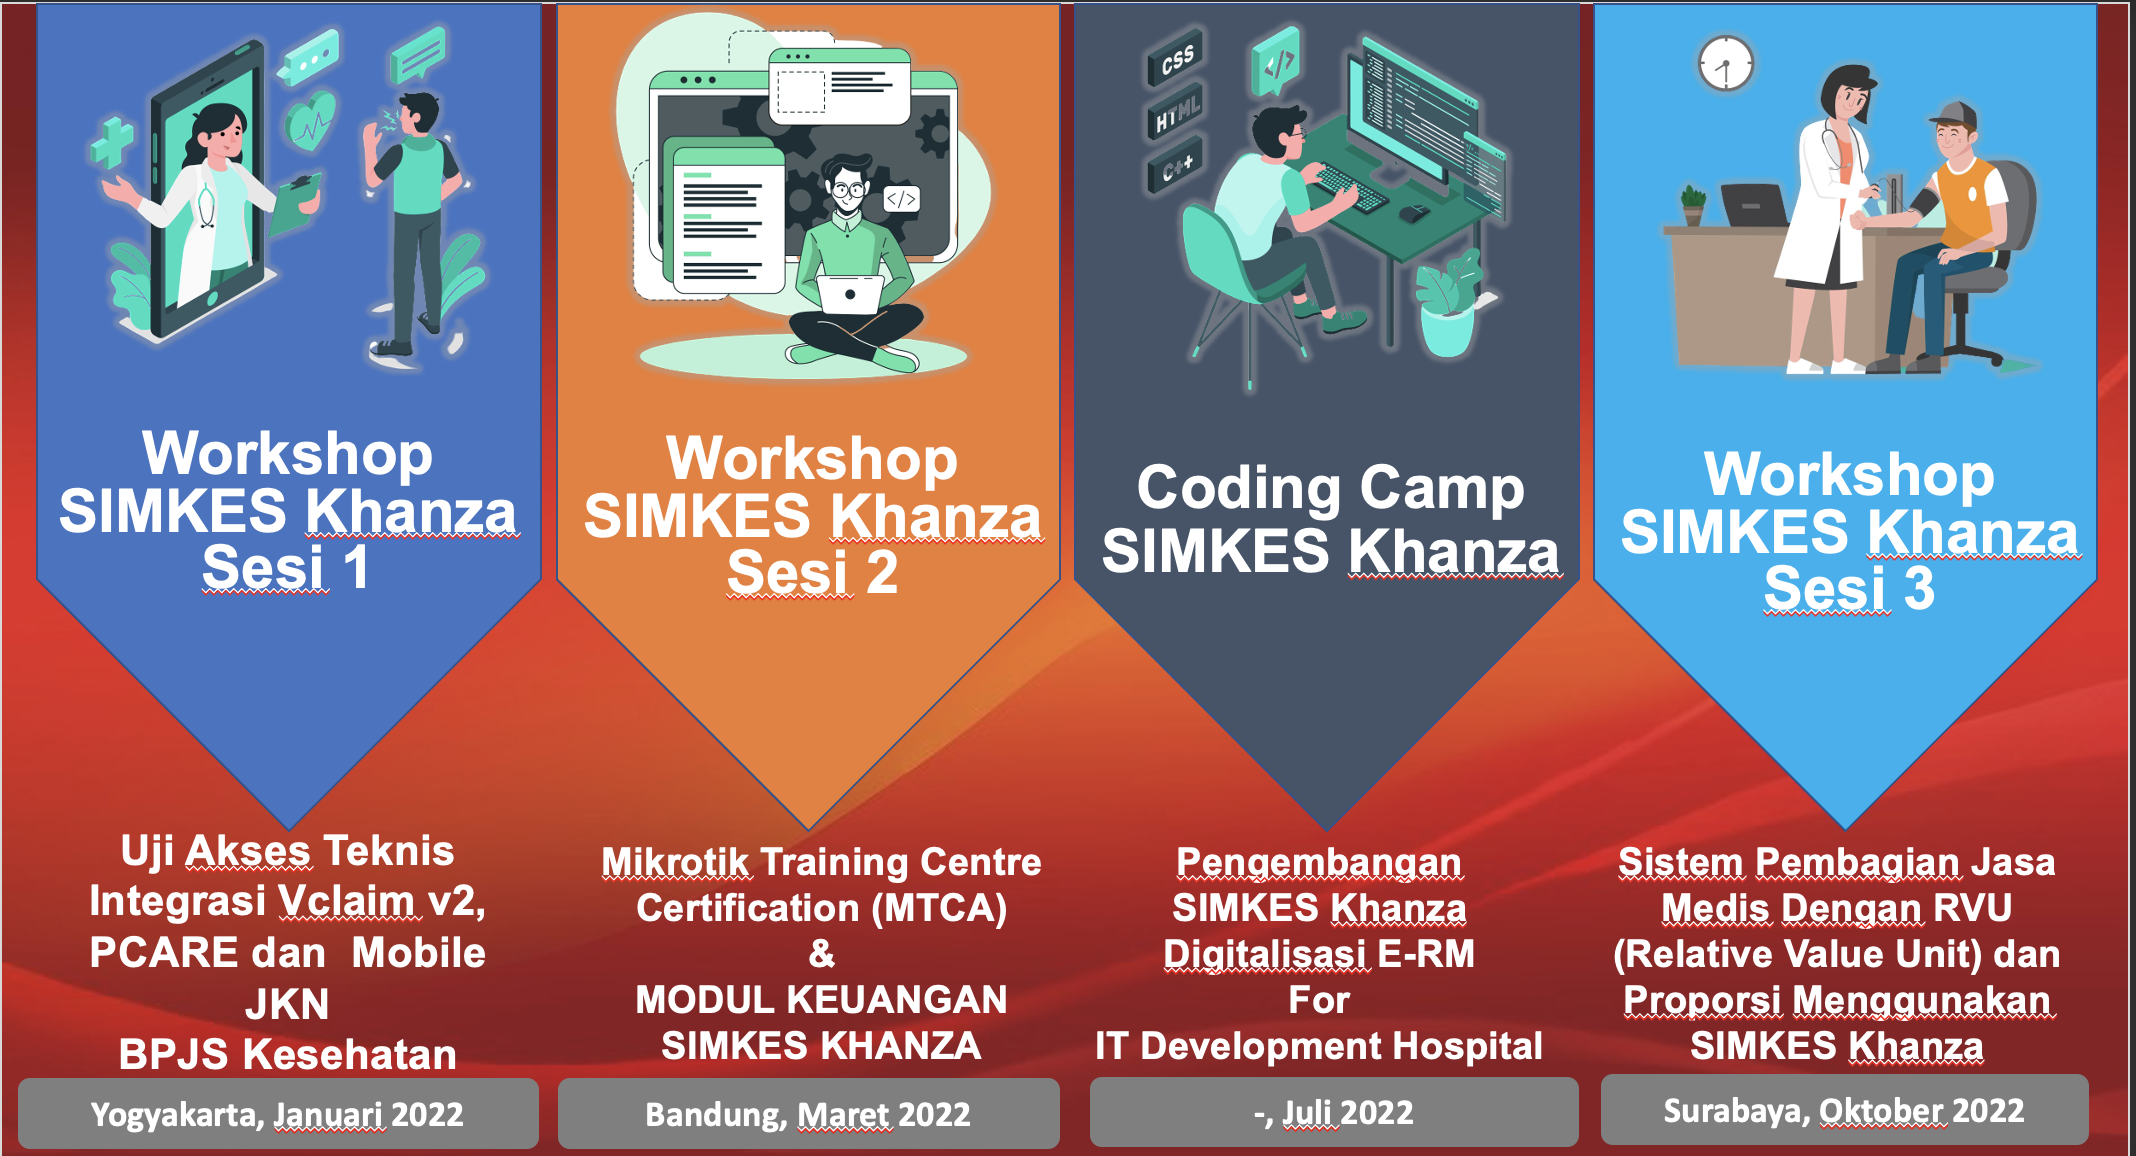 Workshop
SIMKES Khanza
Sesi 1
Uji Akses Teknis
Integrasi Vclaim v2,
PCARE dan  Mobile
JKN
BPJS Kesehatan
Yogyakarta, Januari 2022
Workshop
SIMKES Khanza
Sesi 2
</>
Mikrotik Training Centre
Certification (MTCA)
&
MODUL KEUANGAN
SIMKES KHANZA
Bandung, Maret 2022
CSS
HTML
C++
</>
Coding Camp
SIMKES Khanza
Pengembangan
SIMKES Khanza
Digitalisasi E-RM
For
IT Development Hospital
-, Juli 2022
Workshop
SIMKES Khanza
Sesi 3
Sistem Pembagian Jasa
Medis Dengan RVU
(Relative Value Unit) dan
Proporsi Menggunakan
SIMKES Khanza
Surabaya, Oktober 2022